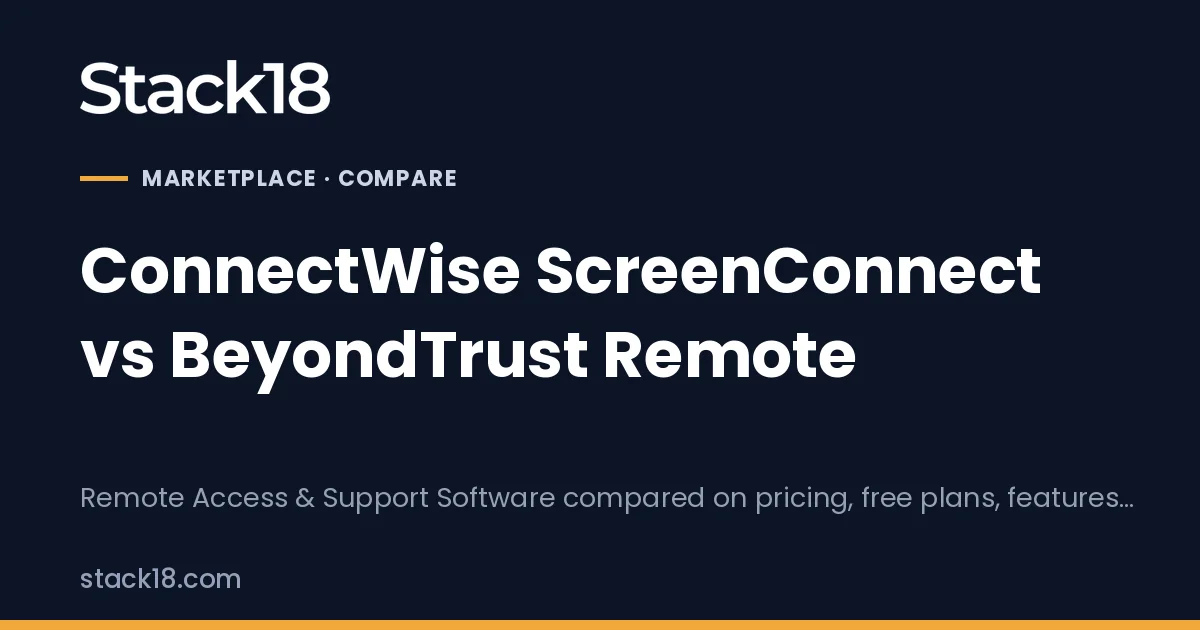 Stack18
MARKETPLACE · COMPARE
ConnectWise ScreenConnect
vs BeyondTrust Remote
Remote Access & Support Software compared on pricing, free plans, features...
stack18.com